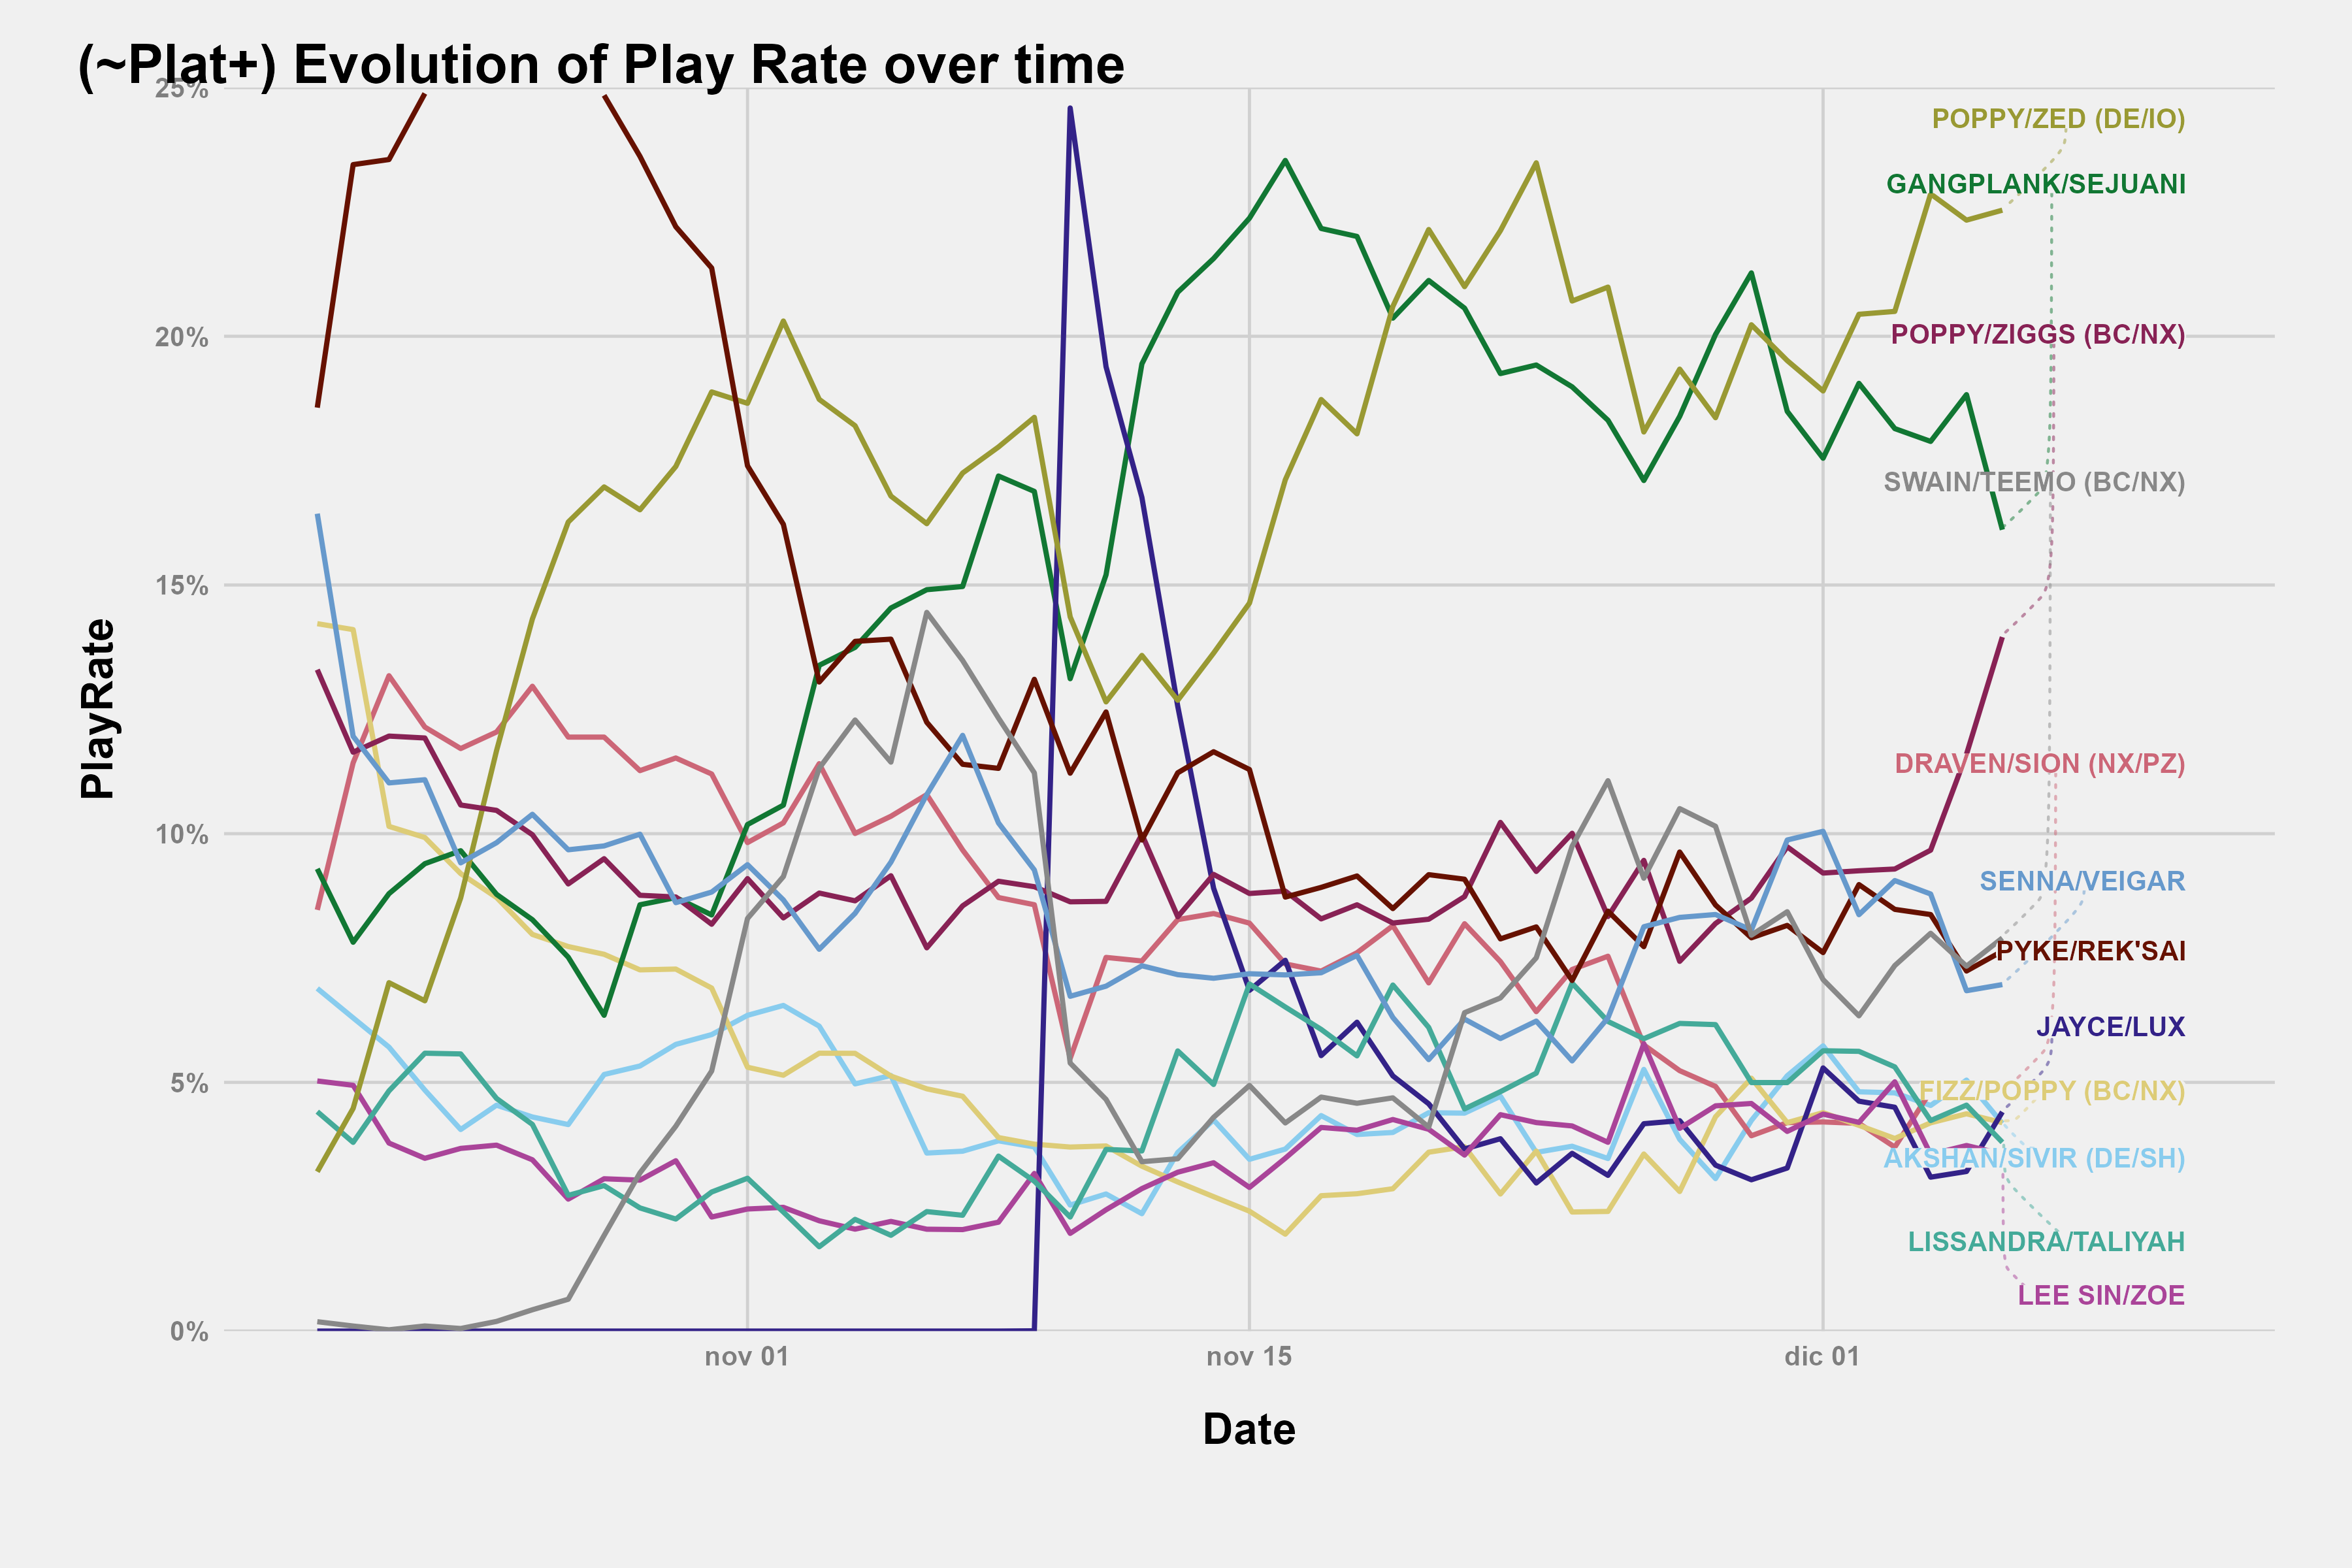 (~Plat+) Evolution of Play Rate over time
25%
20%
15%
10%
5%
0%
PlayRate
POPPY/ZED (DE/IO)
GANGPLANK/SEJUANI
POPPY/ZIGGS (BC/NX)
SWAIN/TEEMO (BC/NX)
DRAVEN/SION (NX/PZ)
SENNA/VEIGAR
PYKE/REK'SAI
JAYCE/LUX
FIZZ/POPPY (BC/NX)
AKSHAN/SIVIR (DE/SH)
LISSANDRA/TALIYAH
LEE SIN/ZOE
nov 01
nov 15
dic 01
Date